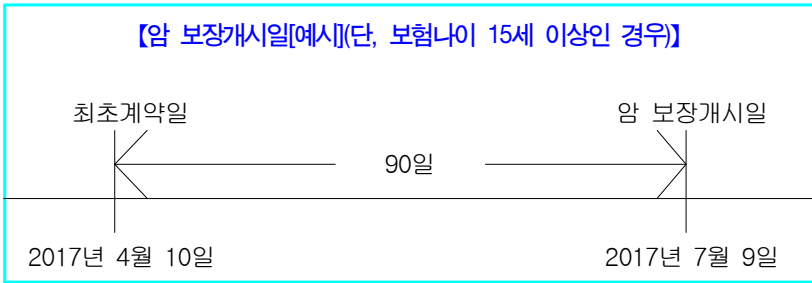 【암 보장개시일[예시](단, 보험나이 15세 이상인 경우)】
최초계약일 암 보장개시일
90일
2017년 4월 10일 2017년 7월 9일